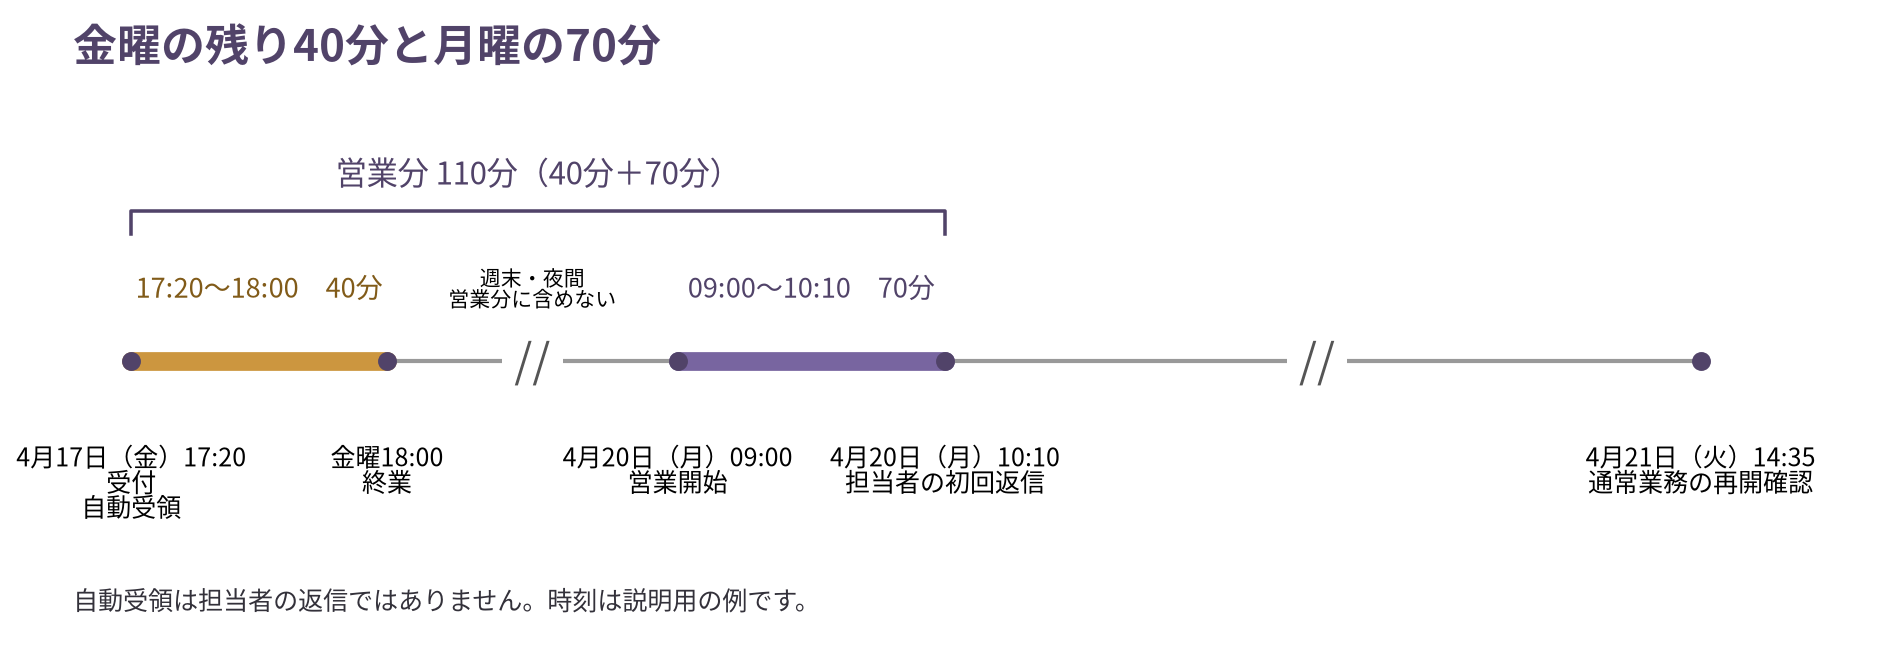 金曜の残り40分と月曜の70分
営業分 110分（40分＋70分）
17:20〜18:00　40分
週末・夜間
営業分に含めない
09:00〜10:10　70分
4月17日（金）17:20
受付
自動受領
金曜18:00
終業
4月20日（月）09:00
営業開始
4月20日（月）10:10
担当者の初回返信
4月21日（火）14:35
通常業務の再開確認
自動受領は担当者の返信ではありません。時刻は説明用の例です。